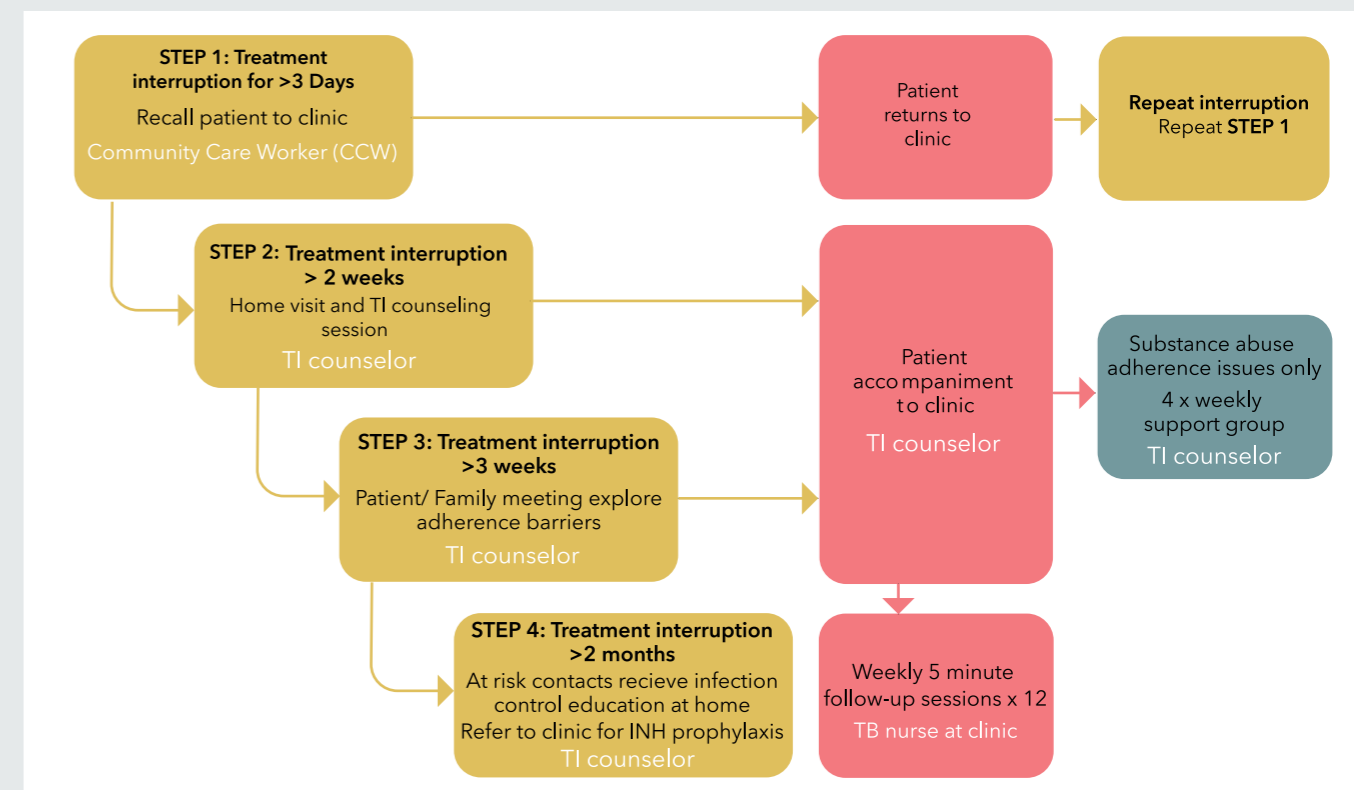 STEP 1: Treatment
interruption for >3 Days
Recall patient to clinic
Community Care Worker (CCW)
Patient
returns to
clinic
Repeat interruption
Repeat STEP 1
STEP 2: Treatment interruption
> 2 weeks
Home visit and TI counseling
session
TI counselor
Patient
accompaniment
to clinic
TI counselor
Substance abuse
adherence issues only
4 x weekly
support group
TI counselor
STEP 3: Treatment interruption
>3 weeks
Patient/ Family meeting explore
adherence barriers
TI counselor
STEP 4: Treatment interruption
>2 months
At risk contacts recieve infection
control education at home
Refer to clinic for INH prophylaxis
TI counselor
Weekly 5 minute
follow-up sessions x 12
TB nurse at clinic